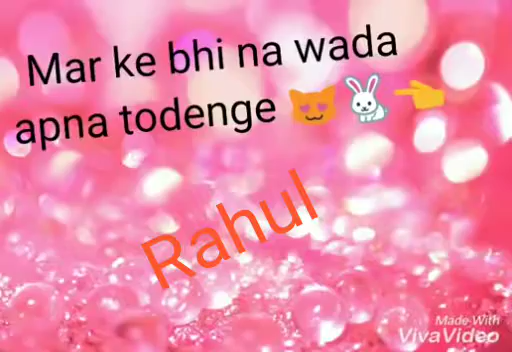 Mar ke bhi na wada
apna todenge 😻🐇👈
Rahul
Made With
VivaVideo